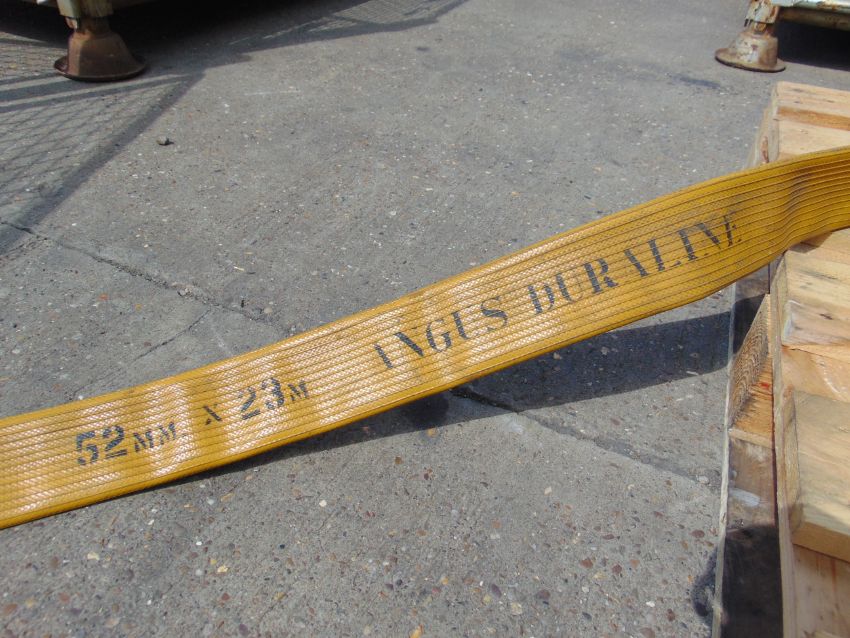 52MM X 23M ANGUS DURALINE